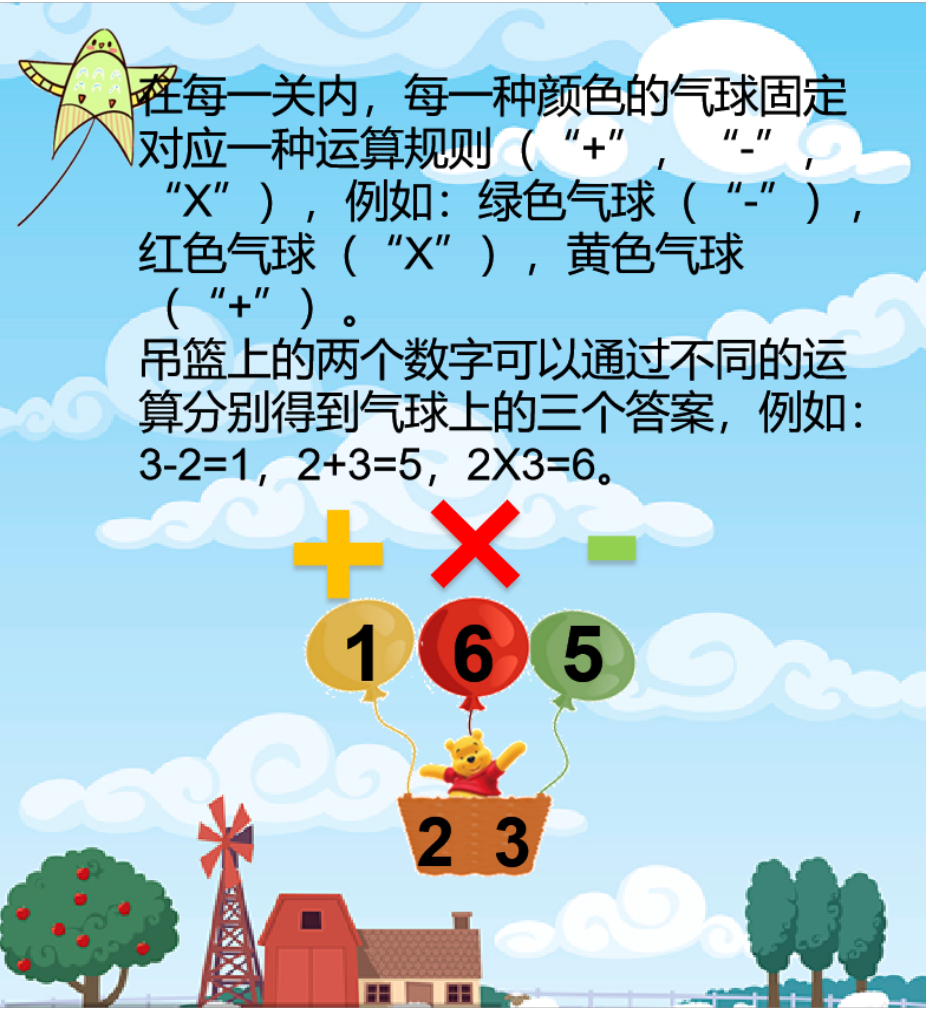 在每一关内，每一种颜色的气球固定
对应一种运算规则（“+”，“-”，
“X”），例如：绿色气球（“-”），
红色气球（“X”），黄色气球
（“+”）。
吊篮上的两个数字可以通过不同的运
算分别得到气球上的三个答案，例如：
3-2=1，2+3=5，2X3=6。
+ × -
1 6 5
2 3